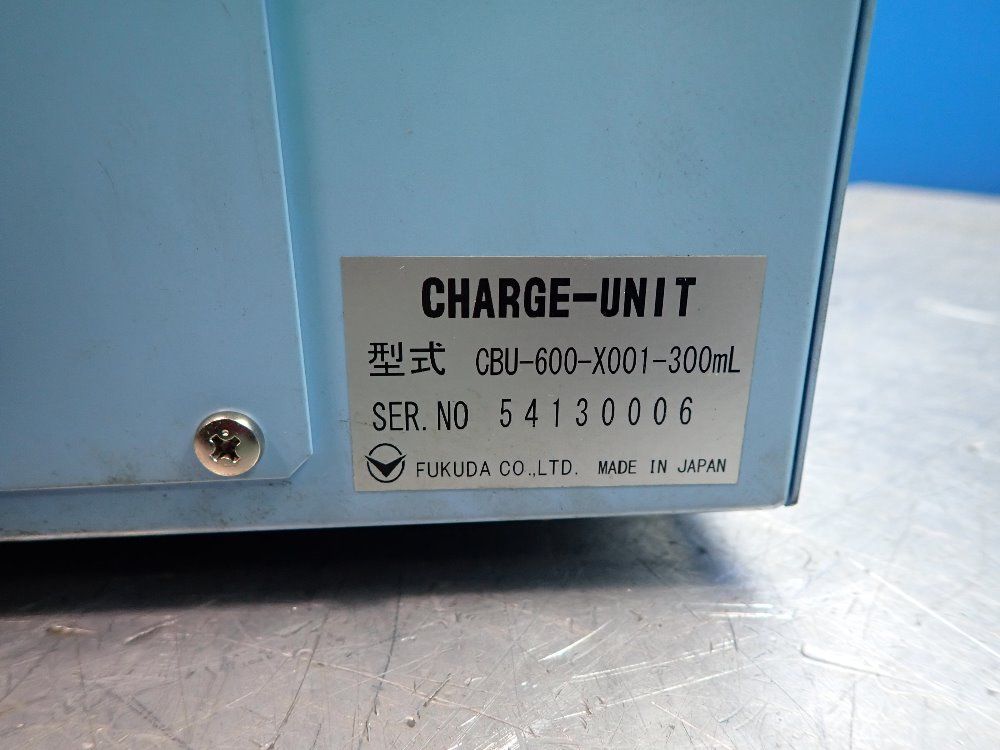 CHARGE-UNIT
型式 CBU-600-X001-300mL
SER.NO 54130006
FUKUDA CO.,LTD. MADE IN JAPAN